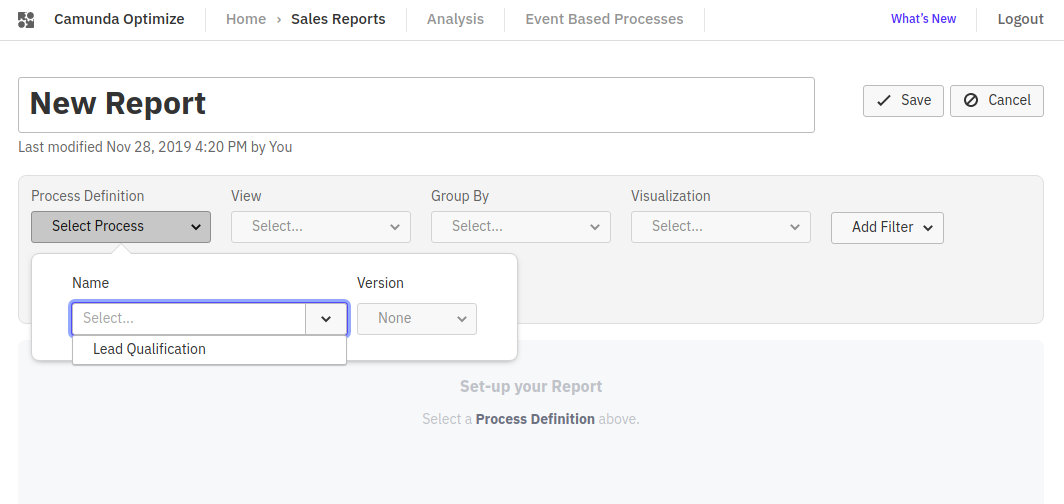 Camunda Optimize Home › Sales Reports Analysis Event Based Processes What's New Logout
New Report
Save Cancel
Last modified Nov 28, 2019 4:20 PM by You
Process Definition View Group By Visualization
Select Process Select... Select... Select... Add Filter
Name Version
Select... None
Lead Qualification
Set-up your Report
Select a Process Definition above.